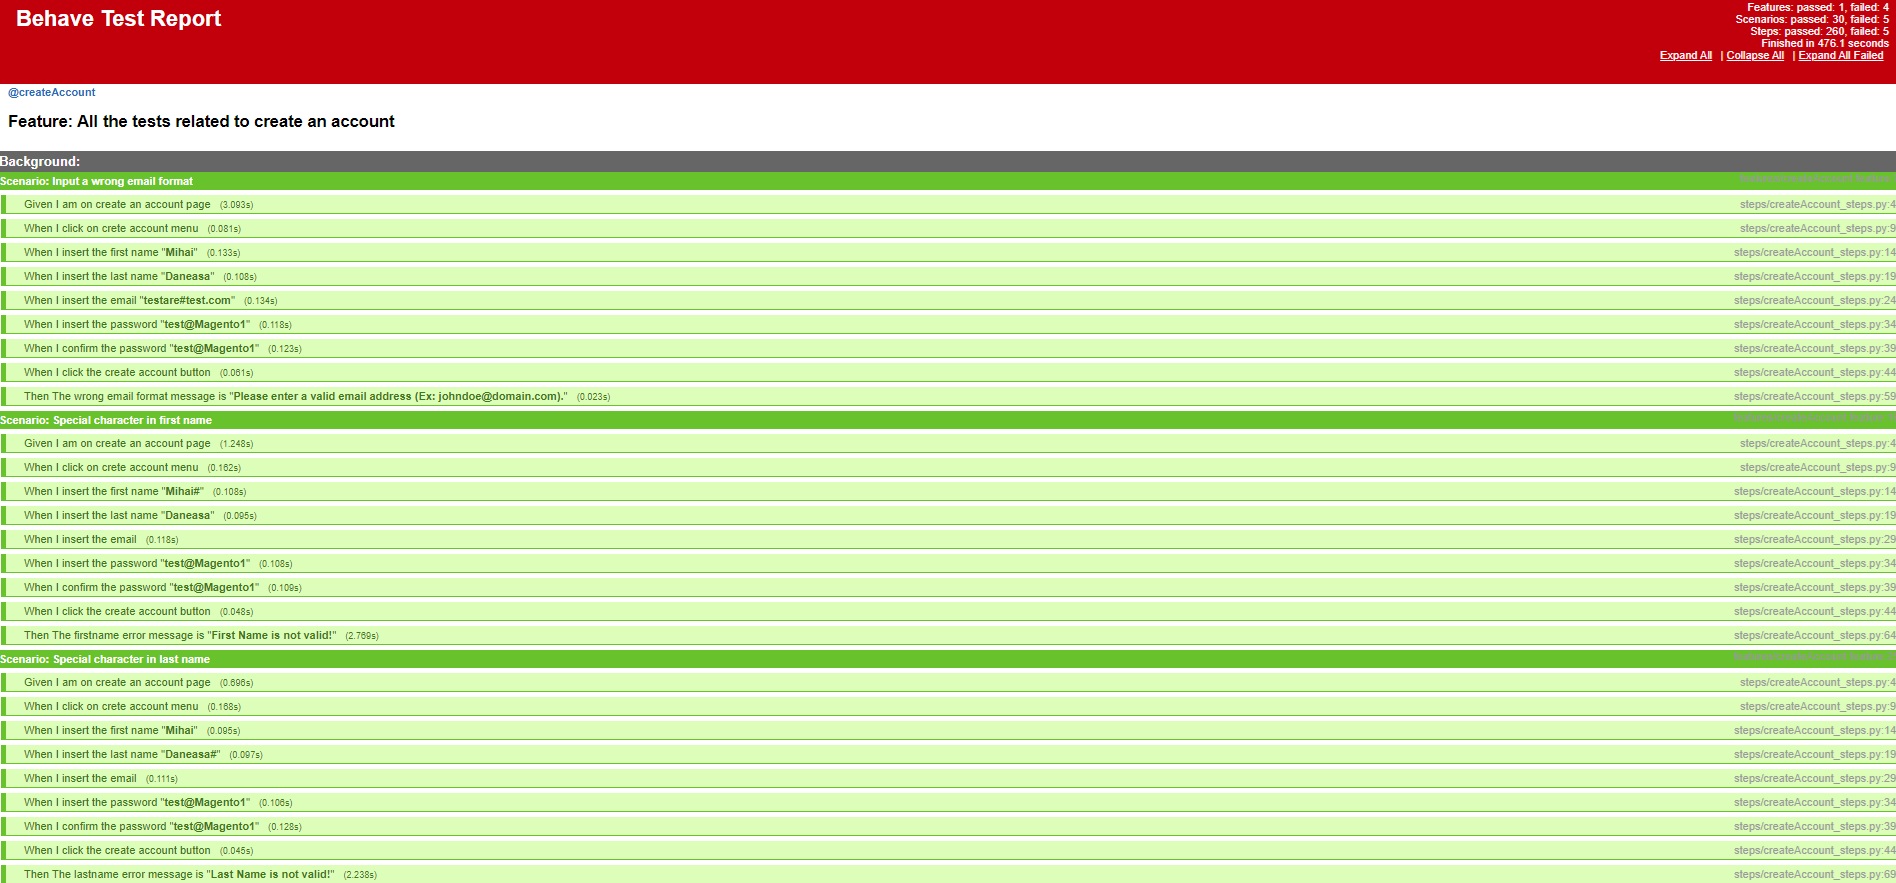 Behave Test Report
Features: passed: 1, failed: 4
Scenarios: passed: 30, failed: 5
Steps: passed: 260, failed: 5
Finished in 476.1 seconds
Expand All | Collapse All | Expand All Failed
@createAccount
Feature: All the tests related to create an account
Background:
Scenario: Input a wrong email format
Given I am on create an account page (3.093s) steps/createAccount_steps.py:4
When I click on crete account menu (0.081s) steps/createAccount_steps.py:9
When I insert the first name "Mihai" (0.133s) steps/createAccount_steps.py:14
When I insert the last name "Daneasa" (0.108s) steps/createAccount_steps.py:19
When I insert the email "testare#test.com" (0.134s) steps/createAccount_steps.py:24
When I insert the password "test@Magento1" (0.118s) steps/createAccount_steps.py:34
When I confirm the password "test@Magento1" (0.123s) steps/createAccount_steps.py:39
When I click the create account button (0.061s) steps/createAccount_steps.py:44
Then The wrong email format message is "Please enter a valid email address (Ex: johndoe@domain.com)." (0.023s) steps/createAccount_steps.py:59
Scenario: Special character in first name
Given I am on create an account page (1.248s) steps/createAccount_steps.py:4
When I click on crete account menu (0.162s) steps/createAccount_steps.py:9
When I insert the first name "Mihai#" (0.108s) steps/createAccount_steps.py:14
When I insert the last name "Daneasa" (0.095s) steps/createAccount_steps.py:19
When I insert the email (0.118s) steps/createAccount_steps.py:29
When I insert the password "test@Magento1" (0.108s) steps/createAccount_steps.py:34
When I confirm the password "test@Magento1" (0.109s) steps/createAccount_steps.py:39
When I click the create account button (0.048s) steps/createAccount_steps.py:44
Then The firstname error message is "First Name is not valid!" (2.769s) steps/createAccount_steps.py:64
Scenario: Special character in last name
Given I am on create an account page (0.696s) steps/createAccount_steps.py:4
When I click on crete account menu (0.168s) steps/createAccount_steps.py:9
When I insert the first name "Mihai" (0.095s) steps/createAccount_steps.py:14
When I insert the last name "Daneasa#" (0.097s) steps/createAccount_steps.py:19
When I insert the email (0.111s) steps/createAccount_steps.py:29
When I insert the password "test@Magento1" (0.106s) steps/createAccount_steps.py:34
When I confirm the password "test@Magento1" (0.128s) steps/createAccount_steps.py:39
When I click the create account button (0.045s) steps/createAccount_steps.py:44
Then The lastname error message is "Last Name is not valid!" (2.238s) steps/createAccount_steps.py:69